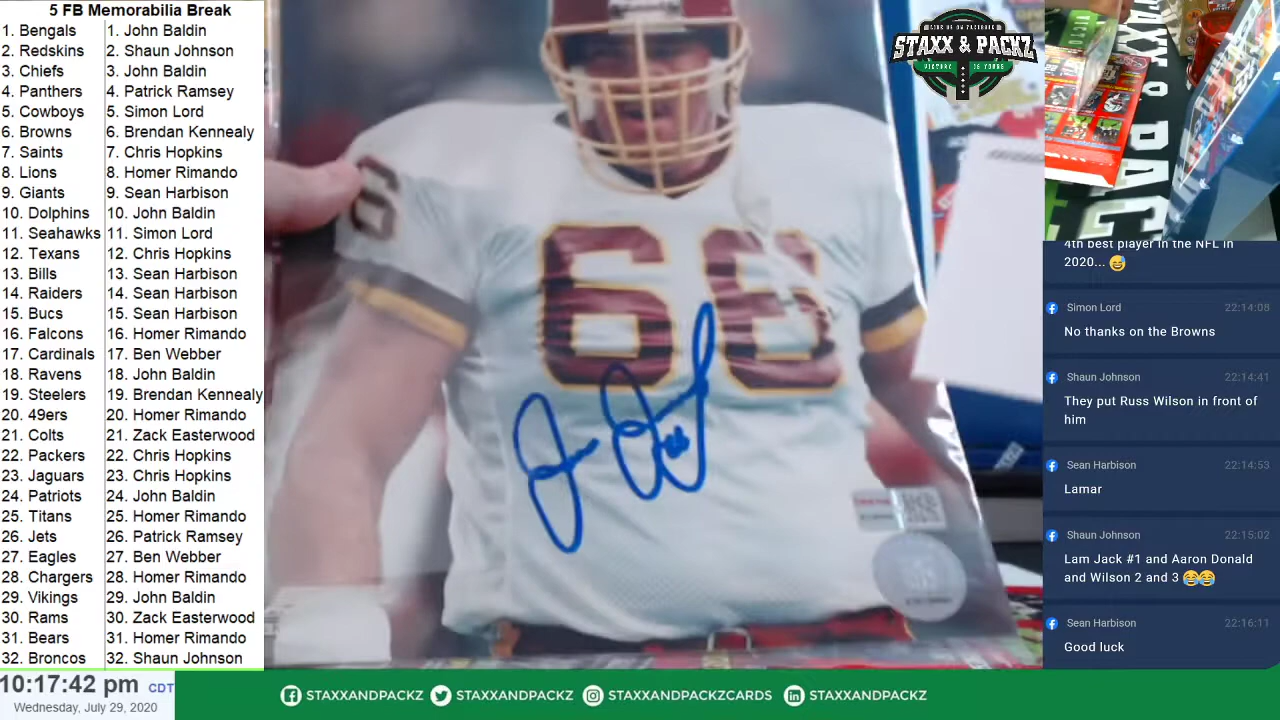 5 FB Memorabilia Break
1. Bengals 1. John Baldin
2. Redskins 2. Shaun Johnson
3. Chiefs 3. John Baldin
4. Panthers 4. Patrick Ramsey
5. Cowboys 5. Simon Lord
6. Browns 6. Brendan Kennealy
7. Saints 7. Chris Hopkins
8. Lions 8. Homer Rimando
9. Giants 9. Sean Harbison
10. Dolphins 10. John Baldin
11. Seahawks 11. Simon Lord
12. Texans 12. Chris Hopkins
13. Bills 13. Sean Harbison
14. Raiders 14. Sean Harbison
15. Bucs 15. Sean Harbison
16. Falcons 16. Homer Rimando
17. Cardinals 17. Ben Webber
18. Ravens 18. John Baldin
19. Steelers 19. Brendan Kennealy
20. 49ers 20. Homer Rimando
21. Colts 21. Zack Easterwood
22. Packers 22. Chris Hopkins
23. Jaguars 23. Chris Hopkins
24. Patriots 24. John Baldin
25. Titans 25. Homer Rimando
26. Jets 26. Patrick Ramsey
27. Eagles 27. Ben Webber
28. Chargers 28. Homer Rimando
29. Vikings 29. John Baldin
30. Rams 30. Zack Easterwood
31. Bears 31. Homer Rimando
32. Broncos 32. Shaun Johnson
10:17:42 pm CDT
Wednesday, July 29, 2020
6
66
STAXX & PACKZ
VICTORY IS YOURS
4th best player in the NFL in
2020... 😅
Simon Lord 22:14:08
No thanks on the Browns
Shaun Johnson 22:14:41
They put Russ Wilson in front of
him
Sean Harbison 22:14:53
Lamar
Shaun Johnson 22:15:02
Lam Jack #1 and Aaron Donald
and Wilson 2 and 3 😂😂
Sean Harbison 22:16:11
Good luck
STAXXANDPACKZ STAXXANDPACKZ STAXXANDPACKZCARDS STAXXANDPACKZ